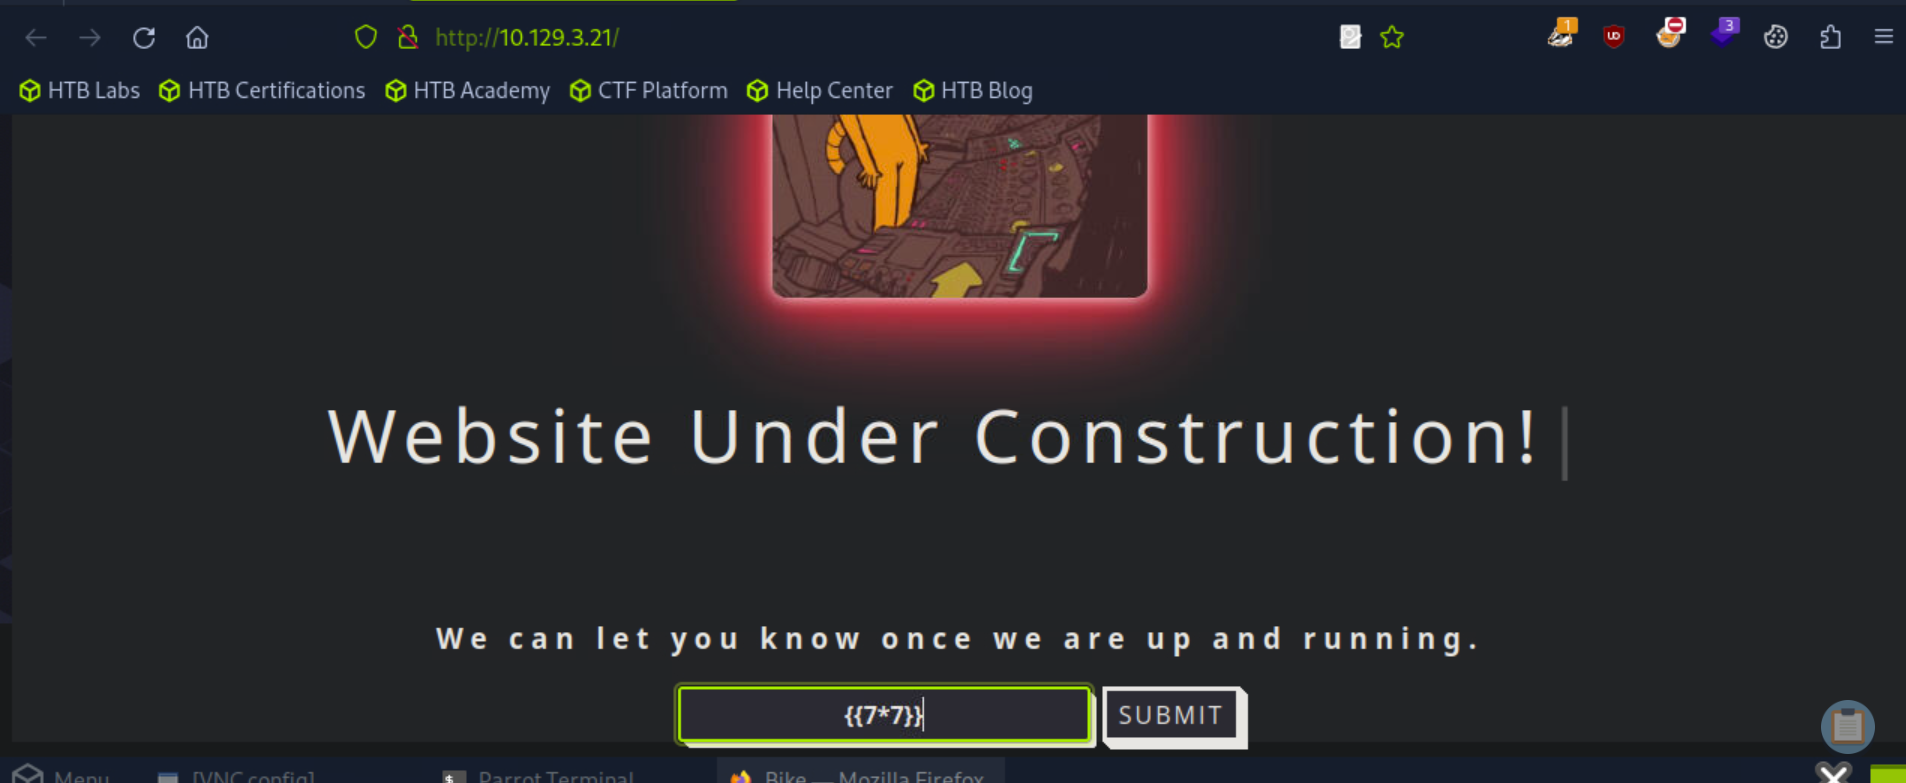 http://10.129.3.21/
1
UD
3
HTB Labs HTB Certifications HTB Academy CTF Platform Help Center HTB Blog
Website Under Construction!
We can let you know once we are up and running.
{{7*7}} SUBMIT
Menu [VNC config] $ Parrot Terminal Bike — Mozilla Firefox